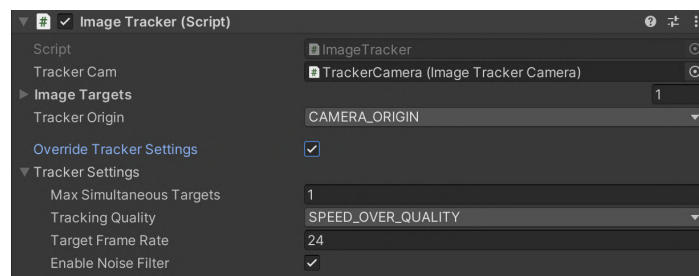 Image Tracker (Script)
Script ImageTracker
Tracker Cam TrackerCamera (Image Tracker Camera)
Image Targets 1
Tracker Origin CAMERA_ORIGIN
Override Tracker Settings
Tracker Settings
Max Simultaneous Targets 1
Tracking Quality SPEED_OVER_QUALITY
Target Frame Rate 24
Enable Noise Filter